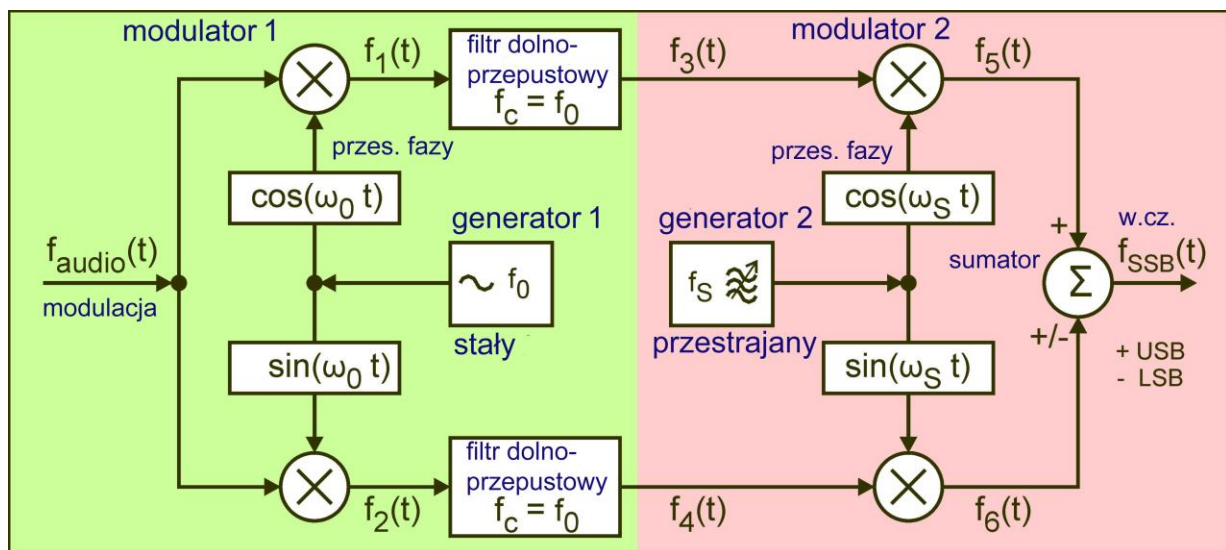 modulator 1
f₁(t)
filtr dolno-
przepustowy
f_c = f₀
f₃(t)
modulator 2
f₅(t)
przes. fazy
cos(ω₀ t)
generator 1
f₀
stały
f_audio(t)
modulacja
sin(ω₀ t)
f₂(t)
filtr dolno-
przepustowy
f_c = f₀
f₄(t)
przes. fazy
cos(ω_S t)
generator 2
f_S
przestrajany
sin(ω_S t)
f₆(t)
sumator
+
Σ
+/-
w.cz.
f_SSB(t)
+ USB
- LSB